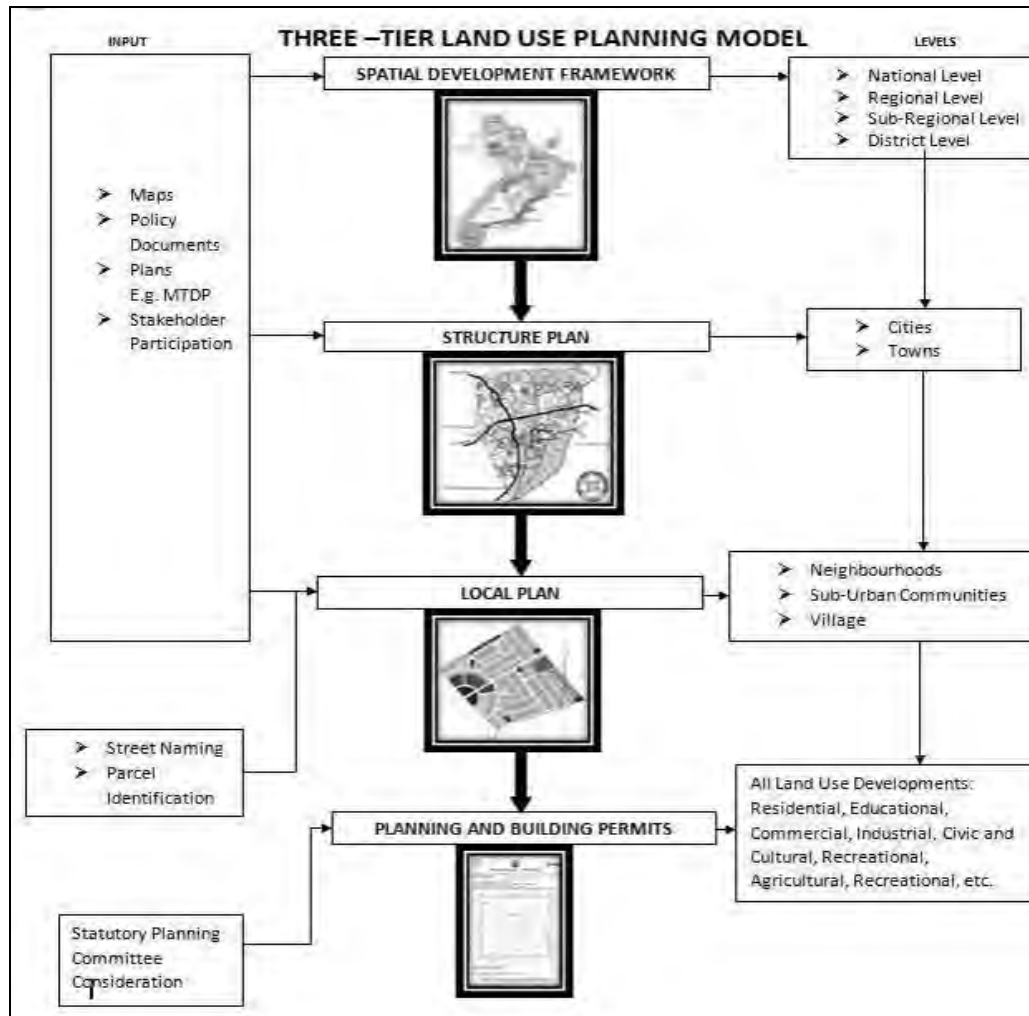 INPUT
THREE –TIER LAND USE PLANNING MODEL
LEVELS
SPATIAL DEVELOPMENT FRAMEWORK
➤ National Level
➤ Regional Level
➤ Sub-Regional Level
➤ District Level
➤ Maps
➤ Policy
Documents
➤ Plans
E.g. MTDP
➤ Stakeholder
Participation
STRUCTURE PLAN
➤ Cities
➤ Towns
LOCAL PLAN
➤ Neighbourhoods
➤ Sub-Urban Communities
➤ Village
➤ Street Naming
➤ Parcel
Identification
PLANNING AND BUILDING PERMITS
All Land Use Developments:
Residential, Educational,
Commercial, Industrial, Civic and
Cultural, Recreational,
Agricultural, Recreational, etc.
Statutory Planning
Committee
Consideration